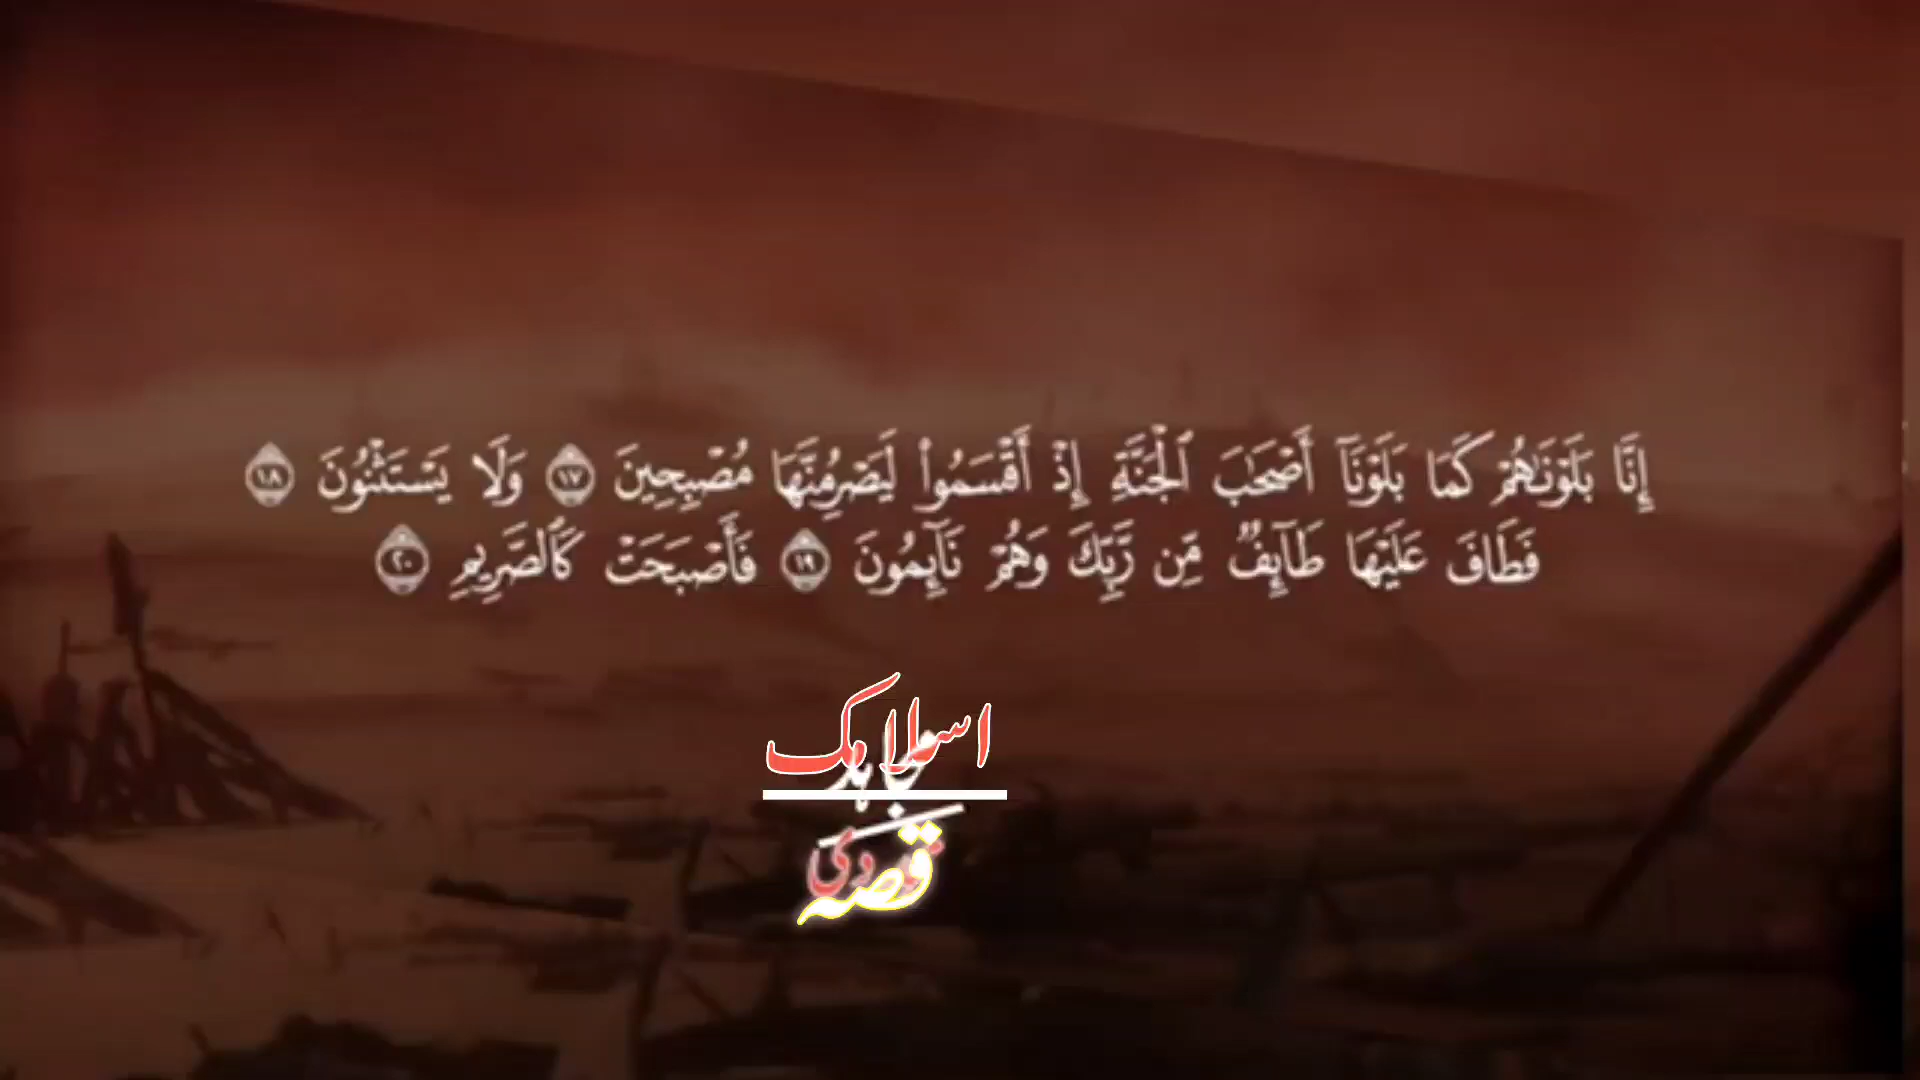 إِنَّا بَلَوْنَٰهُمْ كَمَا بَلَوْنَآ أَصْحَٰبَ ٱلْجَنَّةِ إِذْ أَقْسَمُوا۟ لَيَصْرِمُنَّهَا مُصْبِحِينَ ١٧ وَلَا يَسْتَثْنُونَ ١٨
فَطَافَ عَلَيْهَا طَآئِفٌ مِّن رَّبِّكَ وَهُمْ نَآئِمُونَ ١٩ فَأَصْبَحَتْ كَٱلصَّرِيمِ ٢٠
اسلامک
قصہ